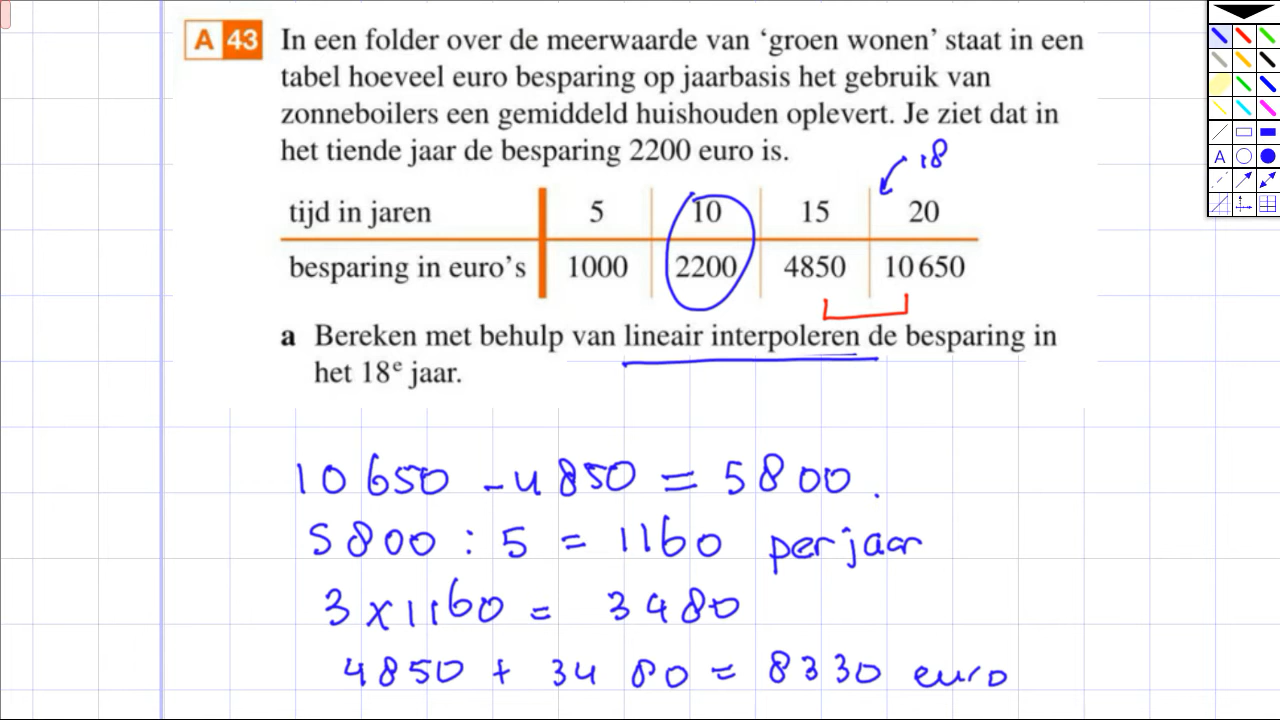 A 43 In een folder over de meerwaarde van ‘groen wonen’ staat in een
tabel hoeveel euro besparing op jaarbasis het gebruik van
zonneboilers een gemiddeld huishouden oplevert. Je ziet dat in
het tiende jaar de besparing 2200 euro is.
18
tijd in jaren 5 10 15 20
besparing in euro’s 1000 2200 4850 10 650
a Bereken met behulp van lineair interpoleren de besparing in
het 18e jaar.
10 650 - 4850 = 5800.
5800 : 5 = 1160 per jaar
3 x 1160 = 3480
4850 + 3480 = 8330 euro
A